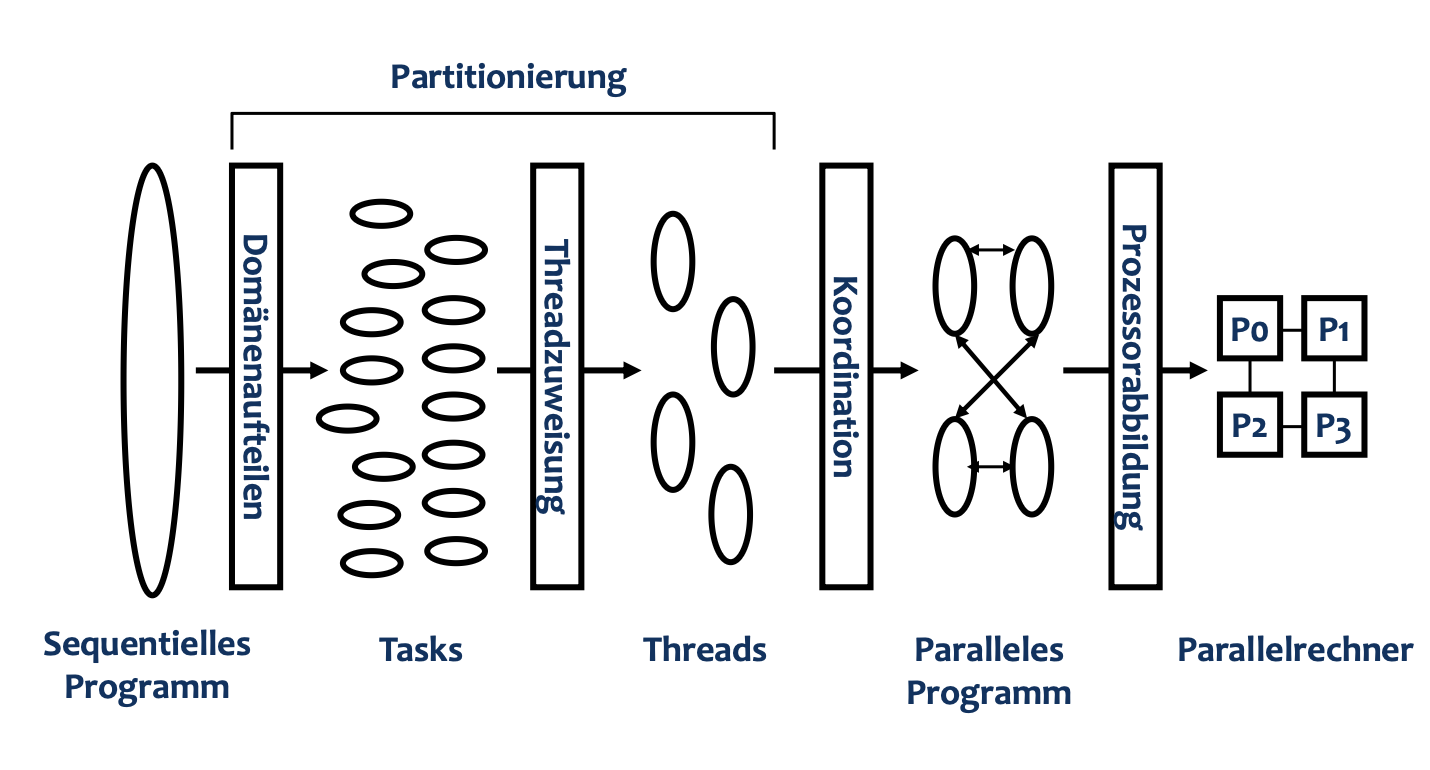 Partitionierung
Domänenaufteilen
Threadzuweisung
Koordination
Prozessorabbildung
P0
P1
P2
P3
Sequentielles
Programm
Tasks
Threads
Paralleles
Programm
Parallelrechner